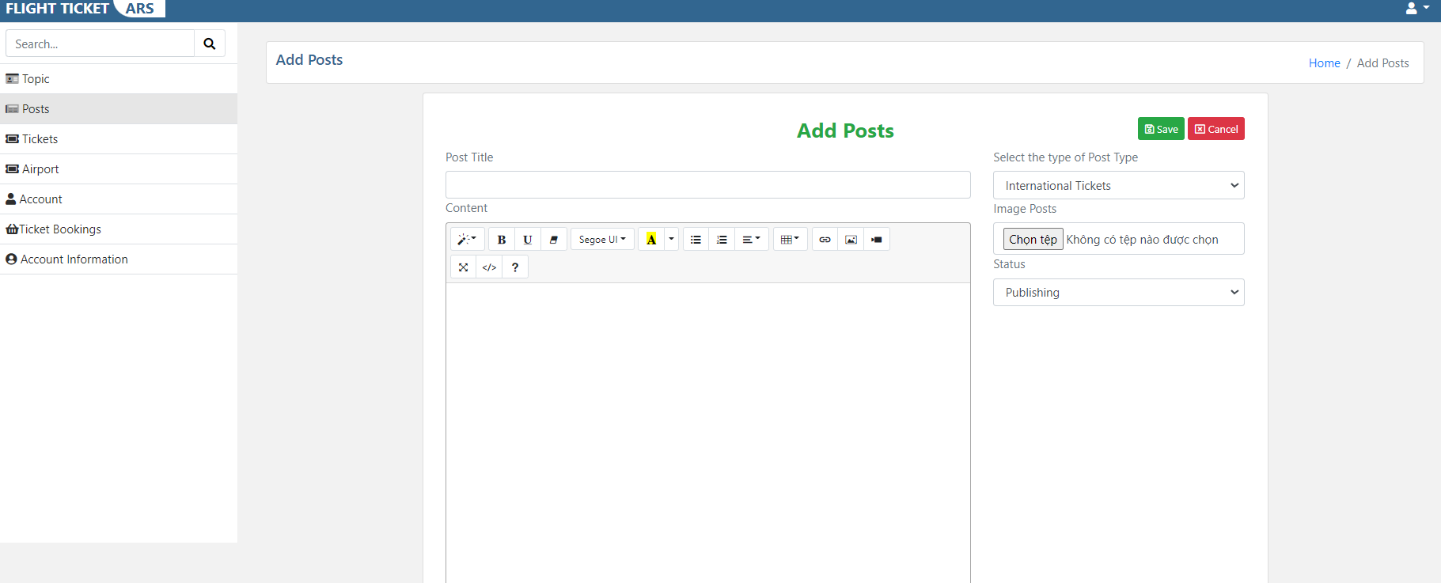 FLIGHT TICKET ARS
Search...
Topic
Posts
Tickets
Airport
Account
Ticket Bookings
Account Information
Add Posts
Home / Add Posts
Add Posts
Save Cancel
Post Title
Select the type of Post Type
International Tickets
Content
Image Posts
B U Segoe UI A
Chọn tệp Không có tệp nào được chọn
</> ?
Status
Publishing